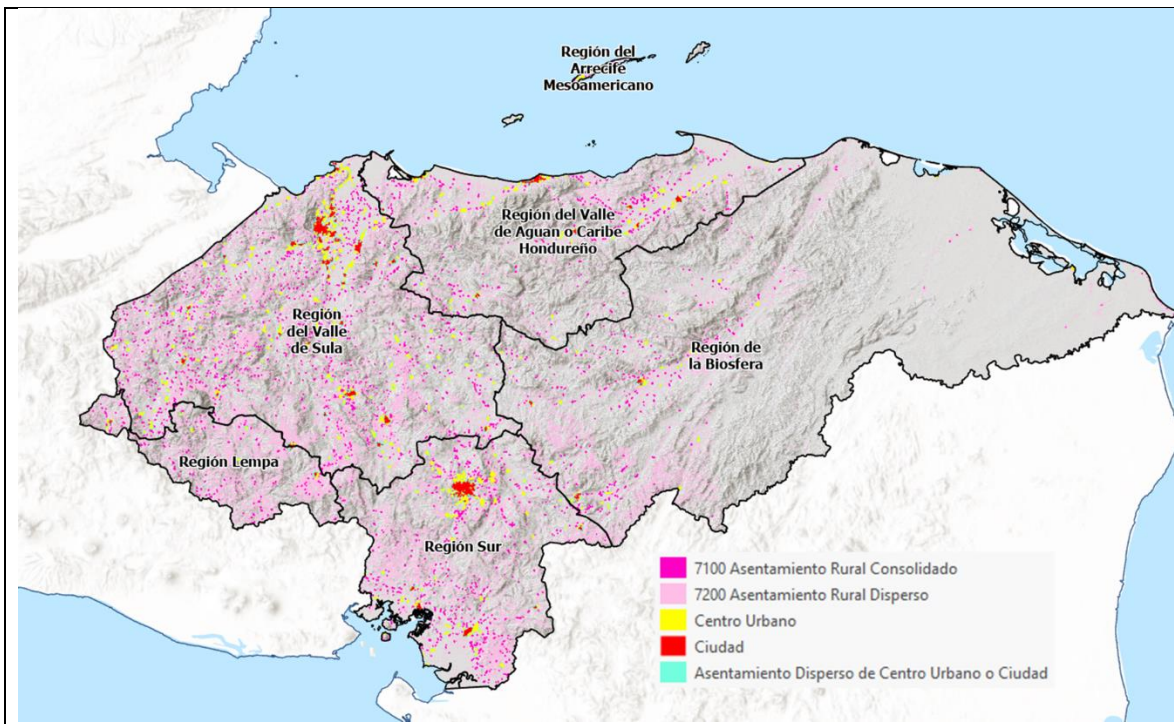 Región del
Arrecife
Mesoamericano
Región del Valle
de Aguan o Caribe
Hondureño
Región
del Valle
de Sula
Región de
la Biosfera
Región Lempa
Región Sur
7100 Asentamiento Rural Consolidado
7200 Asentamiento Rural Disperso
Centro Urbano
Ciudad
Asentamiento Disperso de Centro Urbano o Ciudad